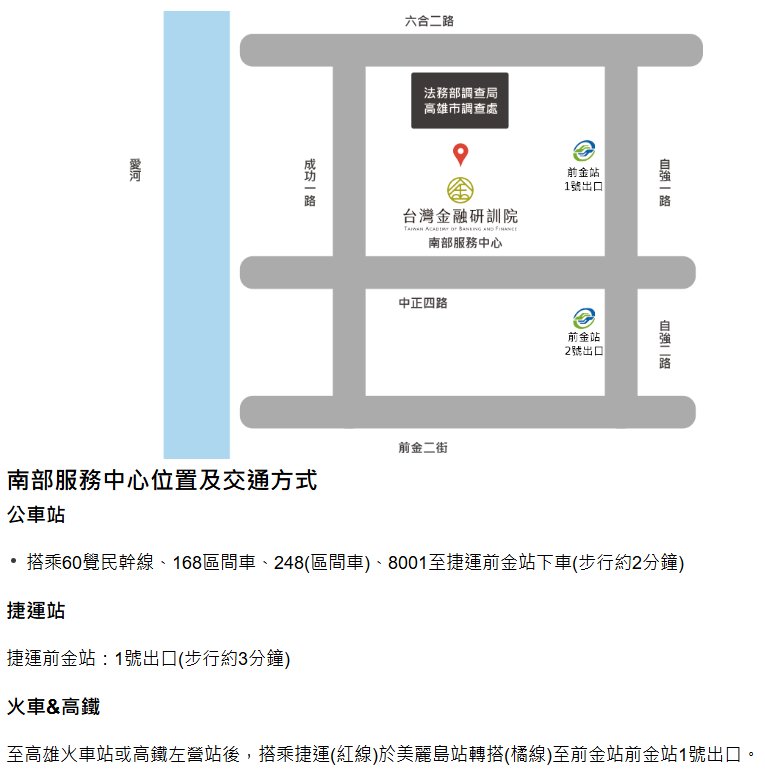 六合二路
法務部調查局
高雄市調查處
愛河
成功一路
前金站
1號出口
自強一路
台灣金融研訓院
TAIWAN ACADEMY OF BANKING AND FINANCE
南部服務中心
中正四路
前金站
2號出口
自強二路
前金二街
南部服務中心位置及交通方式
公車站
• 搭乘60覺民幹線、168區間車、248(區間車)、8001至捷運前金站下車(步行約2分鐘)
捷運站
捷運前金站：1號出口(步行約3分鐘)
火車&高鐵
至高雄火車站或高鐵左營站後，搭乘捷運(紅線)於美麗島站轉搭(橘線)至前金站前金站1號出口。